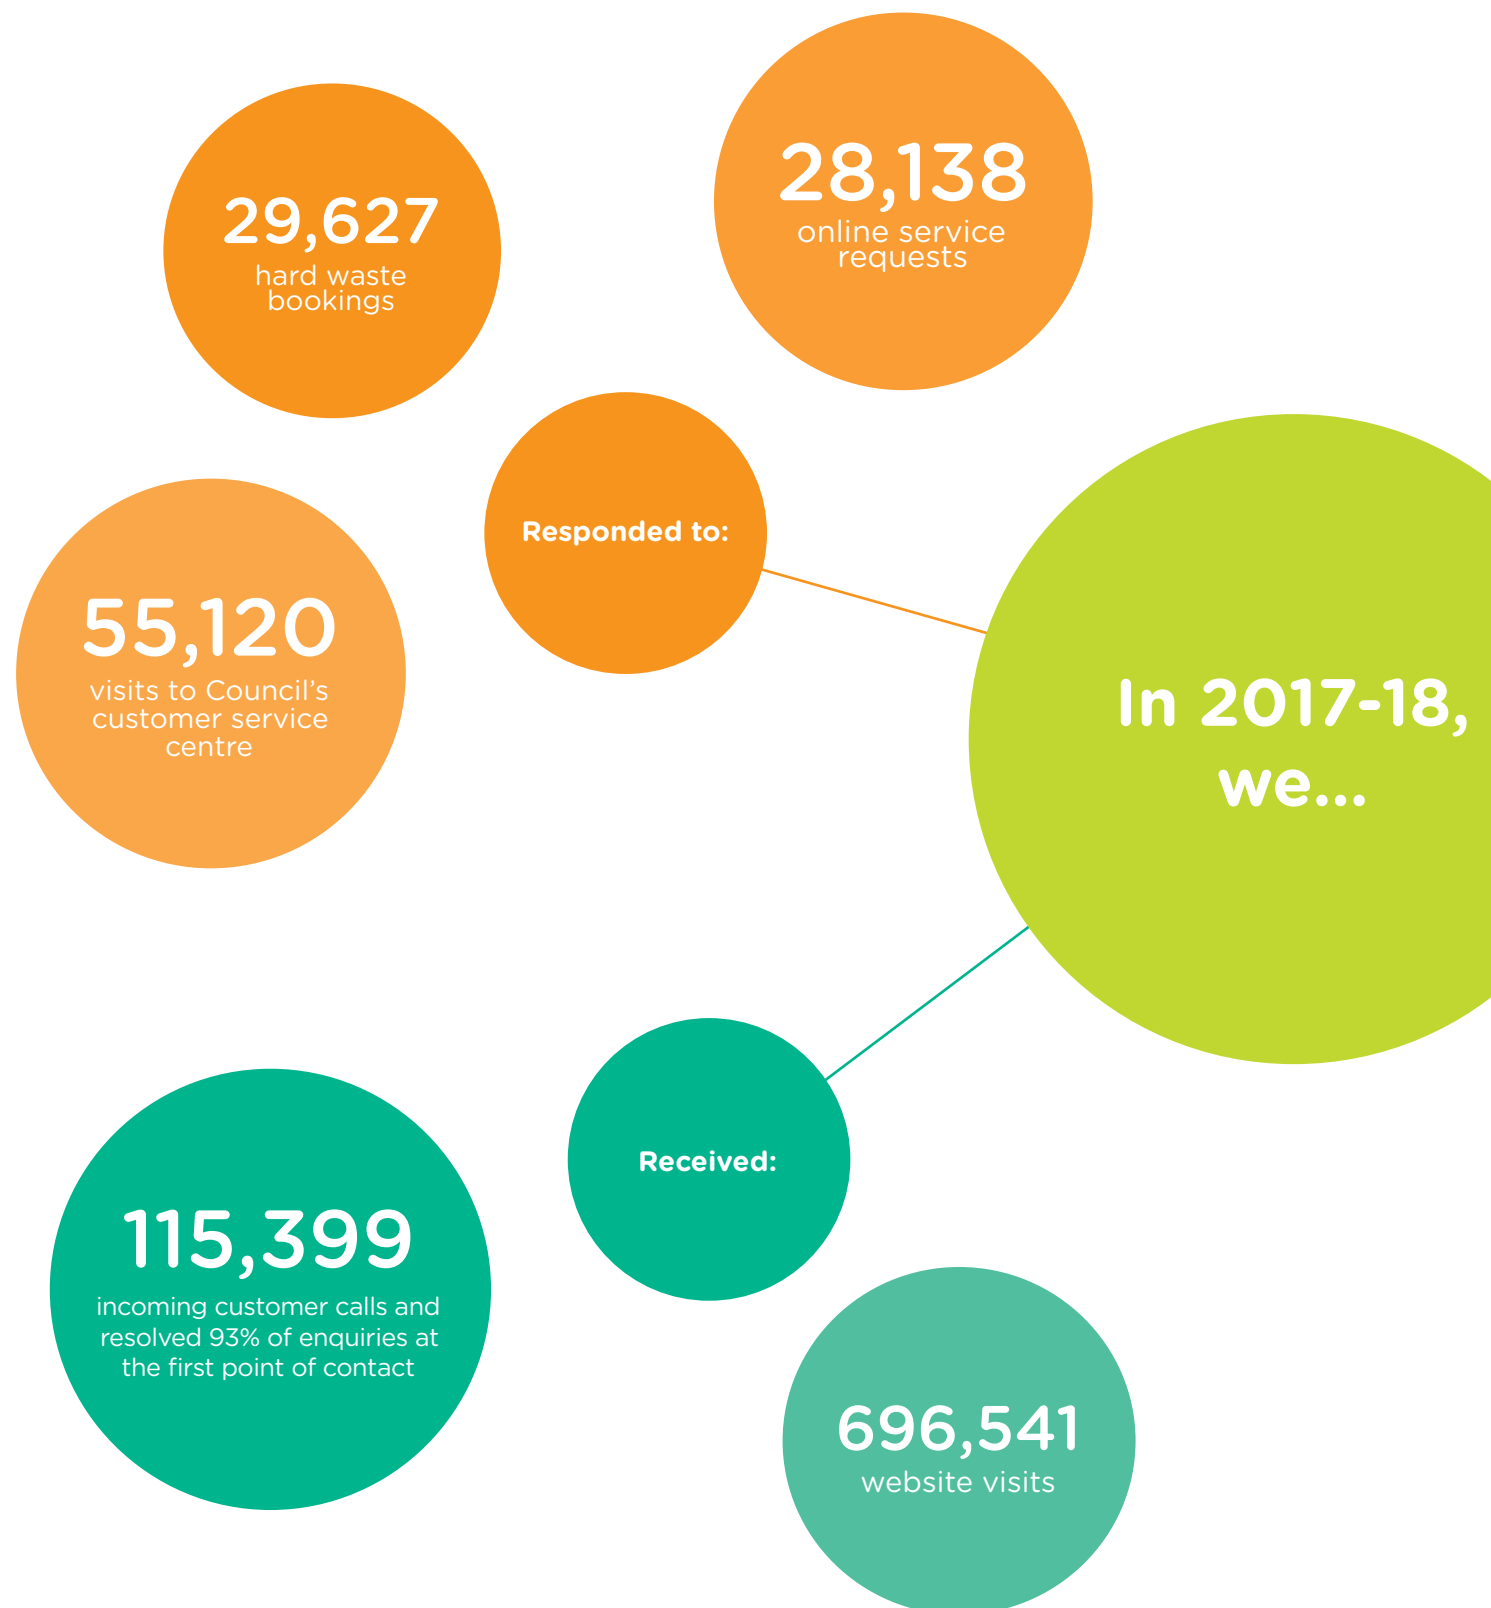 28,138
online service
requests
29,627
hard waste
bookings
Responded to:
55,120
visits to Council’s
customer service
centre
In 2017-18,
we...
Received:
115,399
incoming customer calls and
resolved 93% of enquiries at
the first point of contact
696,541
website visits